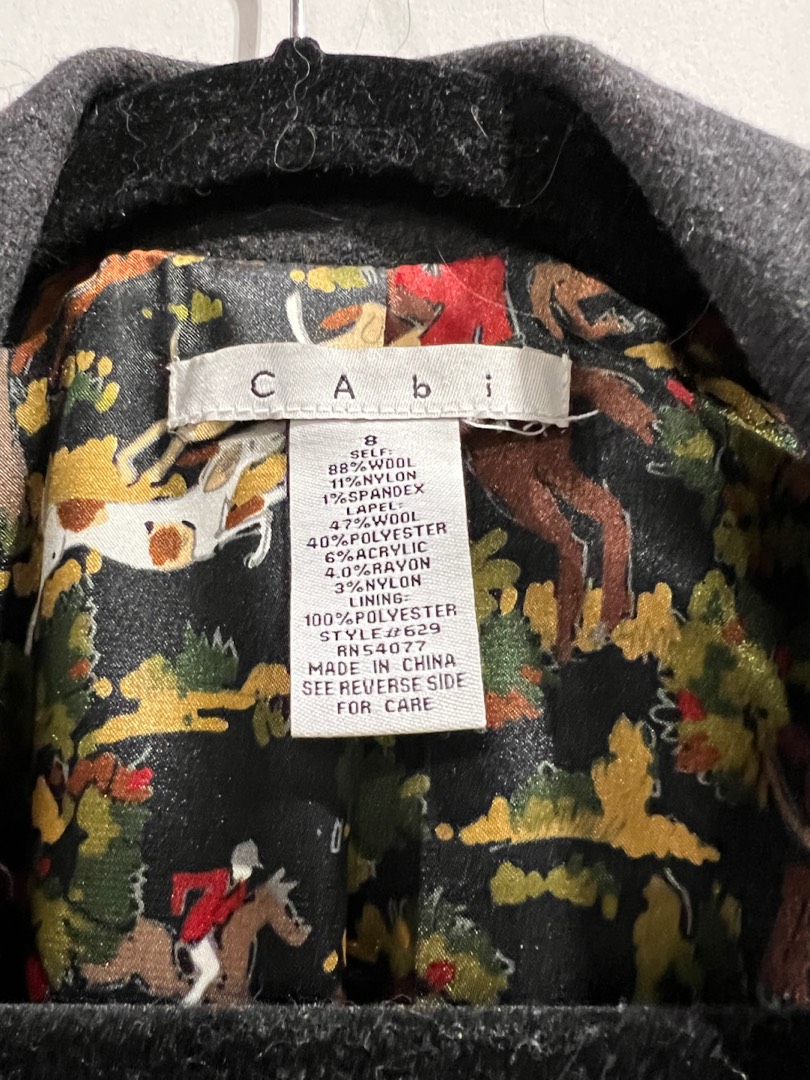 CAbi
8
SELF:
88%WOOL
11%NYLON
1%SPANDEX
LAPEL:
47%WOOL
40%POLYESTER
6%ACRYLIC
4.0%RAYON
3%NYLON
LINING:
100%POLYESTER
STYLE#629
RN54077
MADE IN CHINA
SEE REVERSE SIDE
FOR CARE